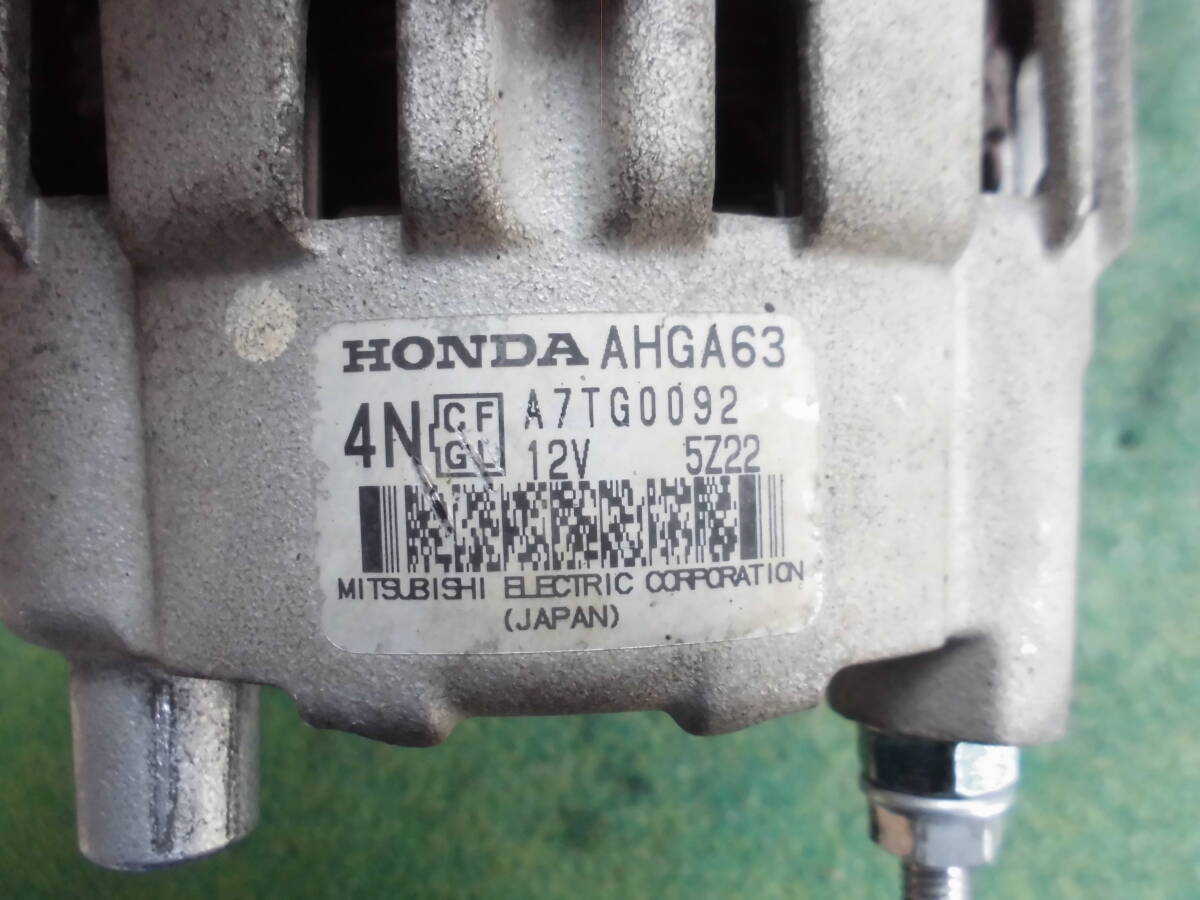 HONDA AHGA63
4N CF GL A7TG0092
12V 5Z22
MITSUBISHI ELECTRIC CORPORATION
(JAPAN)